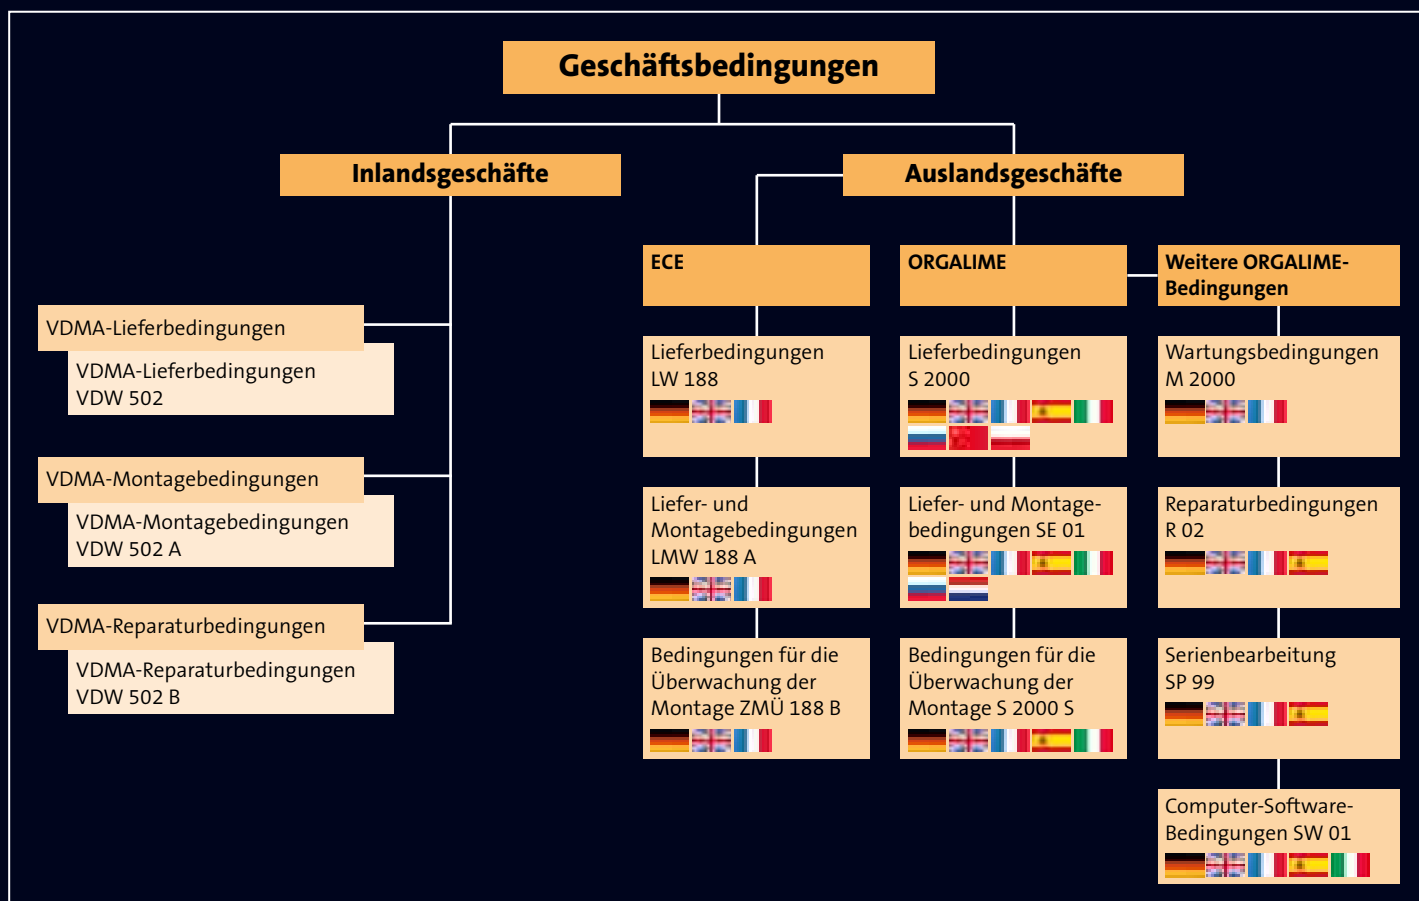 Geschäftsbedingungen
Inlandsgeschäfte
VDMA-Lieferbedingungen
VDMA-Lieferbedingungen
VDW 502
VDMA-Montagebedingungen
VDMA-Montagebedingungen
VDW 502 A
VDMA-Reparaturbedingungen
VDMA-Reparaturbedingungen
VDW 502 B
Auslandsgeschäfte
ECE
Lieferbedingungen
LW 188
Liefer- und
Montagebedingungen
LMW 188 A
Bedingungen für die
Überwachung der
Montage ZMÜ 188 B
ORGALIME
Lieferbedingungen
S 2000
Liefer- und Montage-
bedingungen SE 01
Bedingungen für die
Überwachung der
Montage S 2000 S
Weitere ORGALIME-
Bedingungen
Wartungsbedingungen
M 2000
Reparaturbedingungen
R 02
Serienbearbeitung
SP 99
Computer-Software-
Bedingungen SW 01